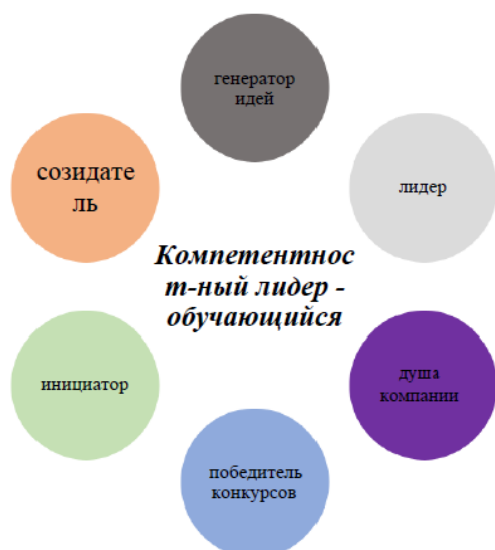 генератор
идей
созидате
ль
лидер
Компетентнос
т-ный лидер -
обучающийся
инициатор
душа
компании
победитель
конкурсов